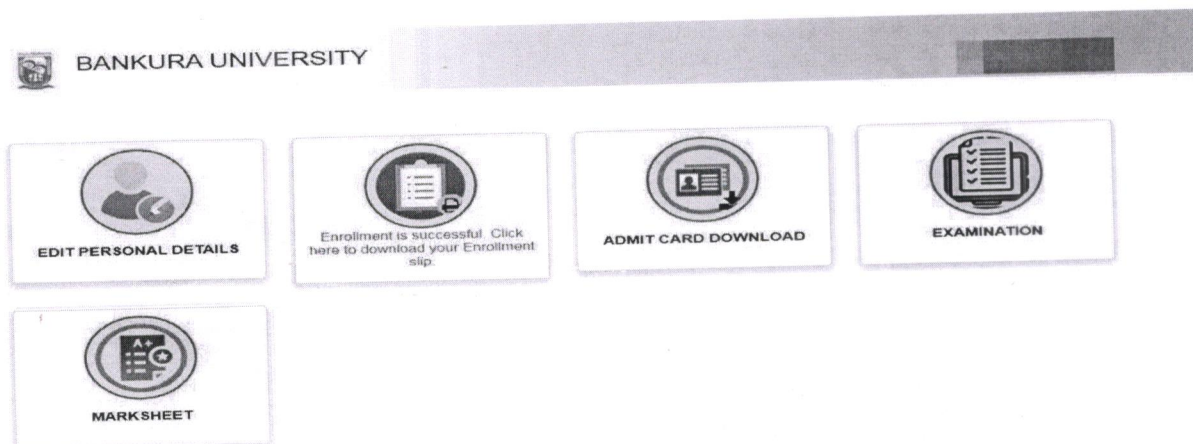 BANKURA UNIVERSITY
EDIT PERSONAL DETAILS
Enrollment is successful. Click
here to download your Enrollment
slip.
ADMIT CARD DOWNLOAD
EXAMINATION
A+
MARKSHEET